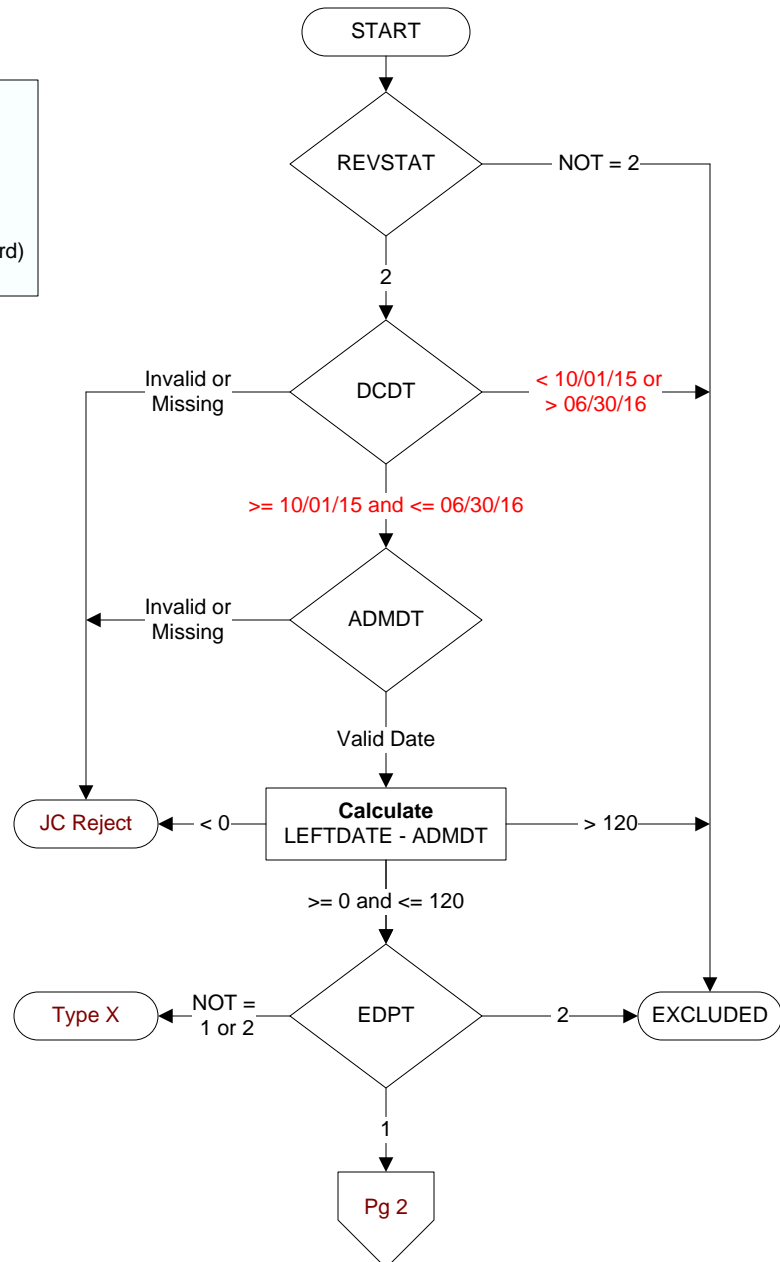 START
REVSTAT
NOT = 2
rd)
2
Invalid or
Missing
DCDT
< 10/01/15 or
> 06/30/16
>= 10/01/15 and <= 06/30/16
Invalid or
Missing
ADMDT
Valid Date
JC Reject
< 0
Calculate
LEFTDATE - ADMDT
> 120
>= 0 and <= 120
Type X
NOT =
1 or 2
EDPT
2
EXCLUDED
1
Pg 2